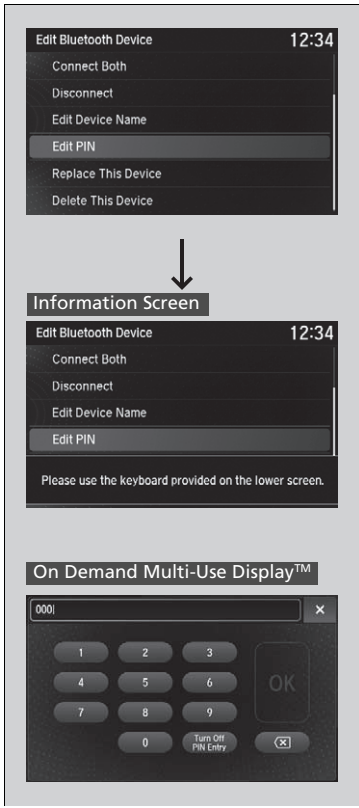 Edit Bluetooth Device 12:34
Connect Both
Disconnect
Edit Device Name
Edit PIN
Replace This Device
Delete This Device
Information Screen
Edit Bluetooth Device 12:34
Connect Both
Disconnect
Edit Device Name
Edit PIN
Please use the keyboard provided on the lower screen.
On Demand Multi-Use Display™
000
×
1 2 3
4 5 6
OK
7 8 9
0
Turn Off
PIN Entry